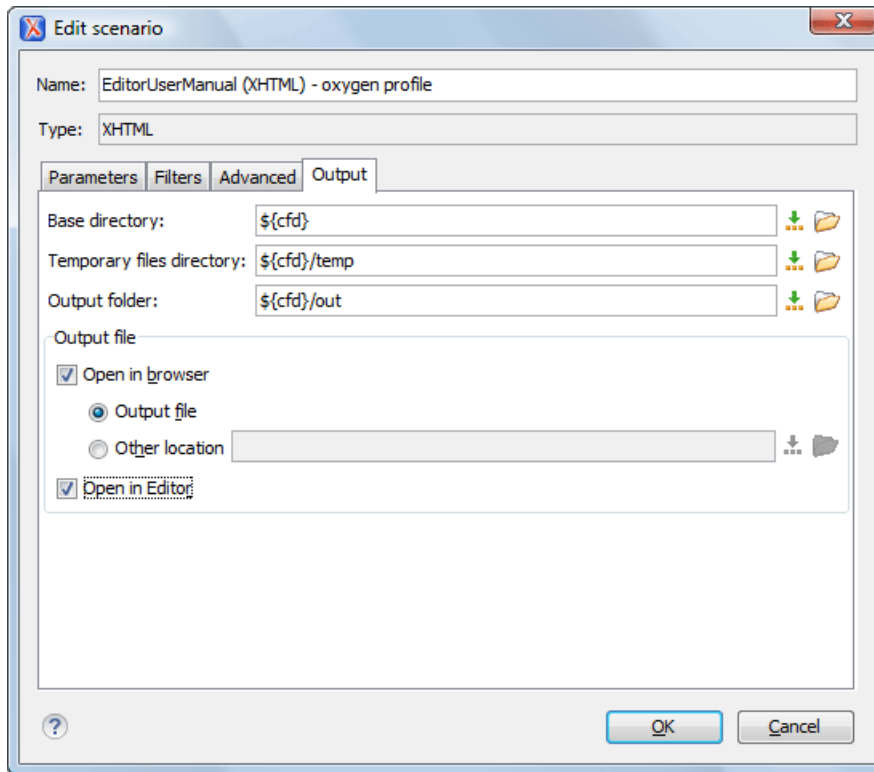 Edit scenario
Name: EditorUserManual (XHTML) - oxygen profile
Type: XHTML
Parameters Filters Advanced Output
Base directory: ${cfd}
Temporary files directory: ${cfd}/temp
Output folder: ${cfd}/out
Output file
Open in browser
Output file
Other location
Open in Editor
? OK Cancel